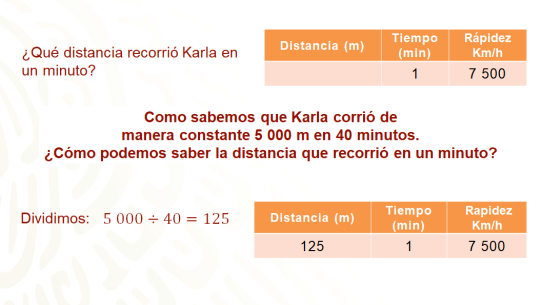 ¿Qué distancia recorrió Karla en
un minuto?
Distancia (m) Tiempo (min) Rápidez Km/h
1 7 500
Como sabemos que Karla corrió de
manera constante 5 000 m en 40 minutos.
¿Cómo podemos saber la distancia que recorrió en un minuto?
Dividimos: 5 000 ÷ 40 = 125
Distancia (m) Tiempo (min) Rapidez Km/h
125 1 7 500